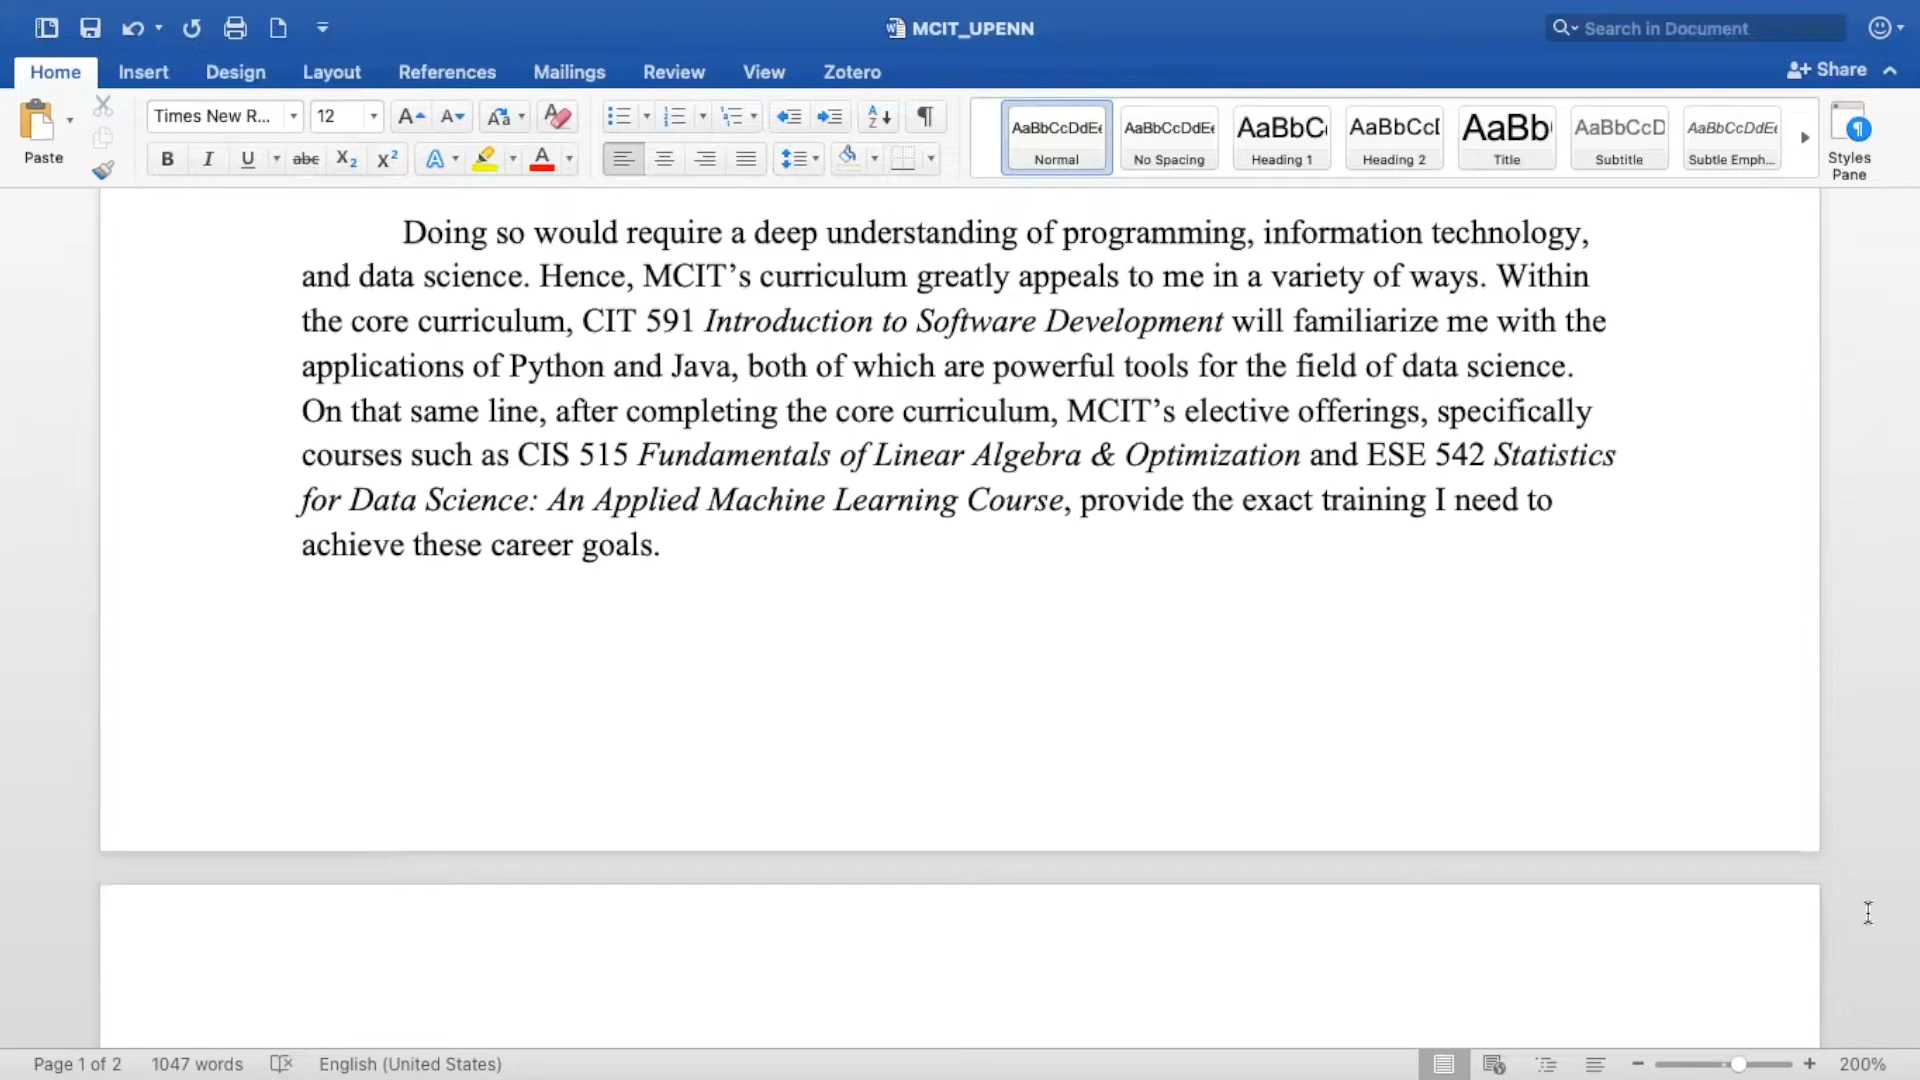 MCIT_UPENN
Search in Document
Home Insert Design Layout References Mailings Review View Zotero
Share
Paste
Times New R... 12
B I U abc X2 X2 A A
AaBbCcDdEe AaBbCcDdEe AaBbC AaBbCcD AaBb AaBbCcD AaBbCcDdEe
Normal No Spacing Heading 1 Heading 2 Title Subtitle Subtle Emph...
Styles
Pane
Doing so would require a deep understanding of programming, information technology,
and data science. Hence, MCIT’s curriculum greatly appeals to me in a variety of ways. Within
the core curriculum, CIT 591 Introduction to Software Development will familiarize me with the
applications of Python and Java, both of which are powerful tools for the field of data science.
On that same line, after completing the core curriculum, MCIT’s elective offerings, specifically
courses such as CIS 515 Fundamentals of Linear Algebra & Optimization and ESE 542 Statistics
for Data Science: An Applied Machine Learning Course, provide the exact training I need to
achieve these career goals.
Page 1 of 2 1047 words English (United States) 200%